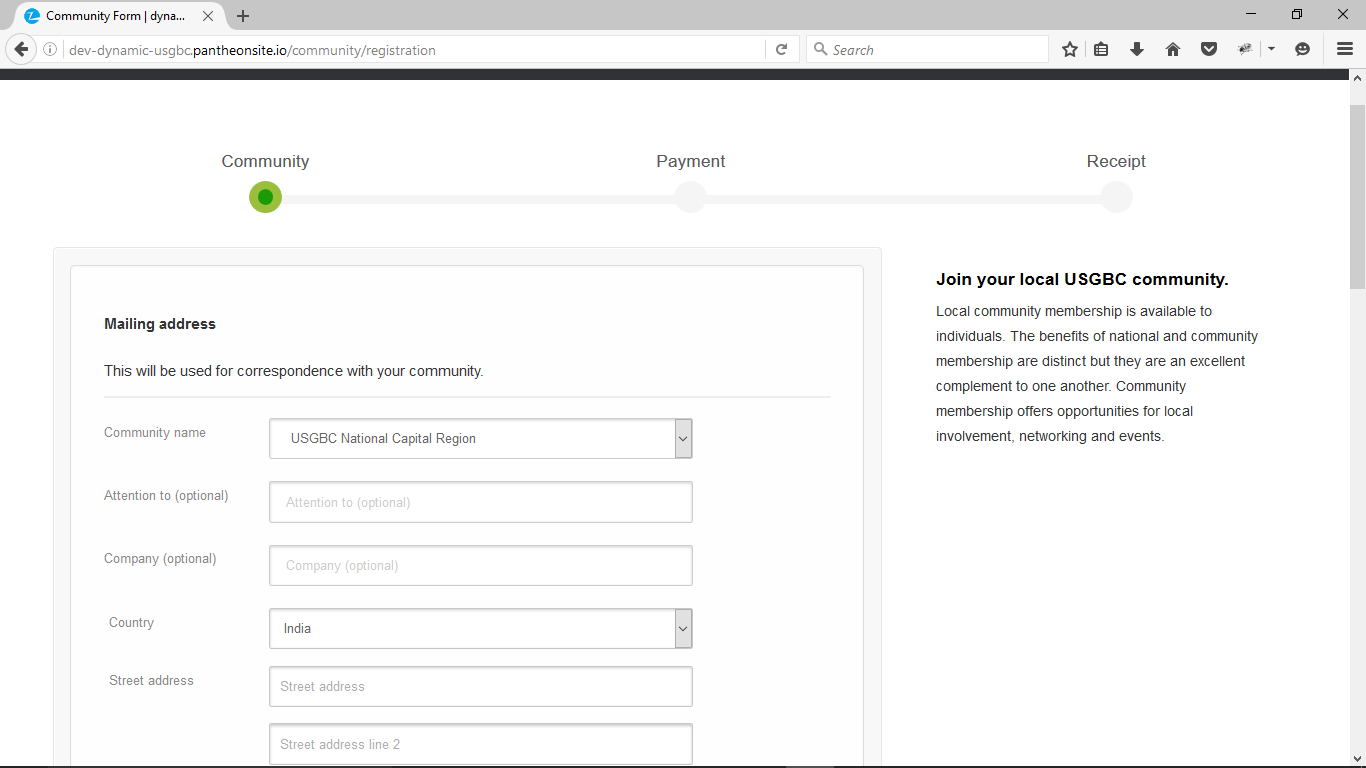 Community Form | dyna...
dev-dynamic-usgbc.pantheonsite.io/community/registration
Search
Community
Payment
Receipt
Mailing address
This will be used for correspondence with your community.
Community name
USGBC National Capital Region
Attention to (optional)
Attention to (optional)
Company (optional)
Company (optional)
Country
India
Street address
Street address
Street address line 2
Join your local USGBC community.
Local community membership is available to
individuals. The benefits of national and community
membership are distinct but they are an excellent
complement to one another. Community
membership offers opportunities for local
involvement, networking and events.